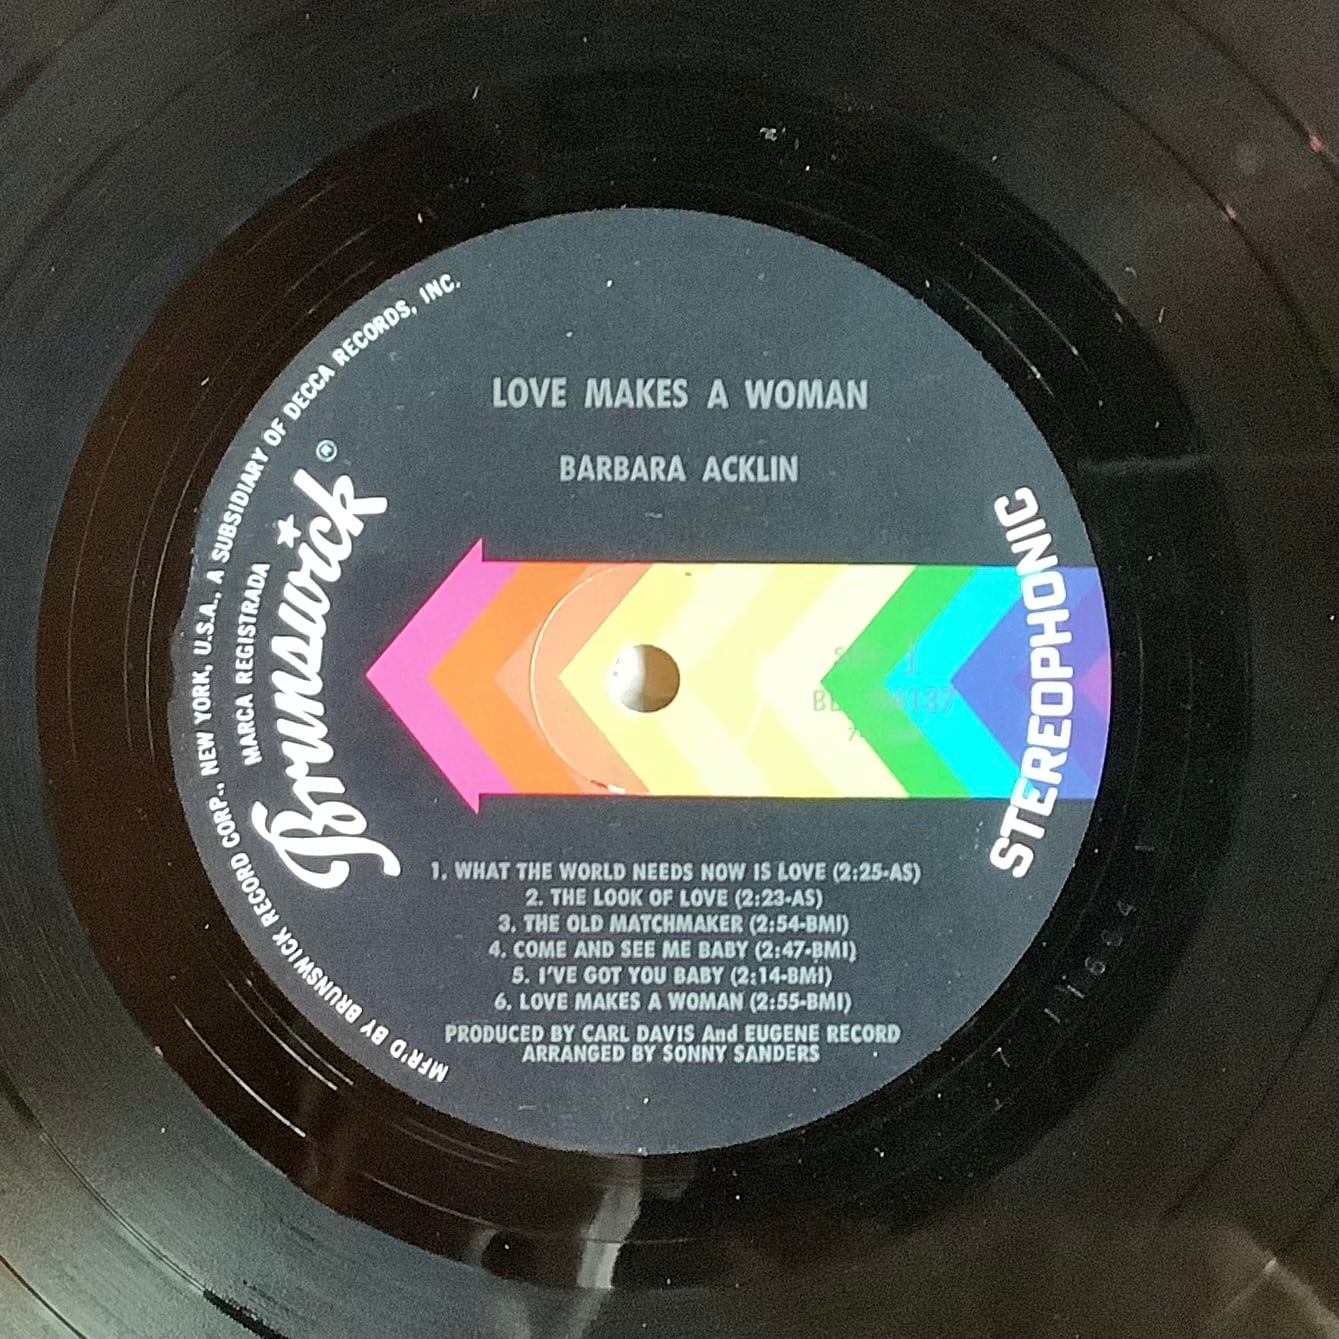 LOVE MAKES A WOMAN
BARBARA ACKLIN
MFR'D BY BRUNSWICK RECORD CORP., NEW YORK, U.S.A., A SUBSIDIARY OF DECCA RECORDS, INC.
MARCA REGISTRADA
Brunswick®
STEREOPHONIC
1
1. WHAT THE WORLD NEEDS NOW IS LOVE (2:25-AS)
2. THE LOOK OF LOVE (2:23-AS)
3. THE OLD MATCHMAKER (2:54-BMI)
4. COME AND SEE ME BABY (2:47-BMI)
5. I'VE GOT YOU BABY (2:14-BMI)
6. LOVE MAKES A WOMAN (2:55-BMI)
PRODUCED BY CARL DAVIS And EUGENE RECORD
ARRANGED BY SONNY SANDERS